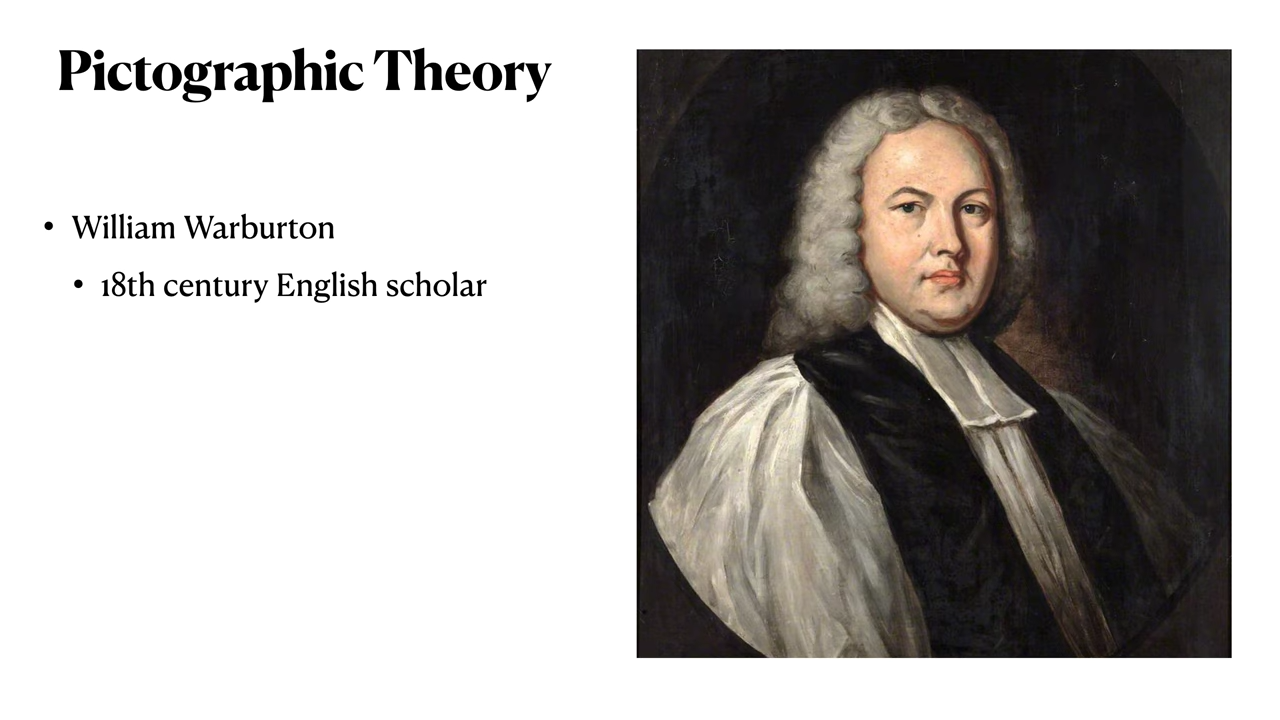 Pictographic Theory
• William Warburton
• 18th century English scholar